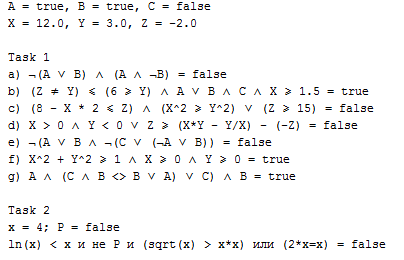 A = true, B = true, C = false
X = 12.0, Y = 3.0, Z = -2.0
Task 1
a) ¬(A ∨ B) ∧ (A ∧ ¬B) = false
b) (Z ≠ Y) ⩽ (6 ⩾ Y) ∧ A ∨ B ∧ C ∧ X ⩾ 1.5 = true
c) (8 - X * 2 ⩽ Z) ∧ (X^2 ⩾ Y^2) ∨ (Z ⩾ 15) = false
d) X > 0 ∧ Y < 0 ∨ Z ⩾ (X*Y - Y/X) - (-Z) = false
e) ¬(A ∨ B ∧ ¬(C ∨ (¬A ∨ B)) = false
f) X^2 + Y^2 ⩾ 1 ∧ X ⩾ 0 ∧ Y ⩾ 0 = true
g) A ∧ (C ∧ B <> B ∨ A) ∨ C) ∧ B = true
Task 2
x = 4; P = false
ln(x) < x и не P и (sqrt(x) > x*x) или (2*x=x) = false